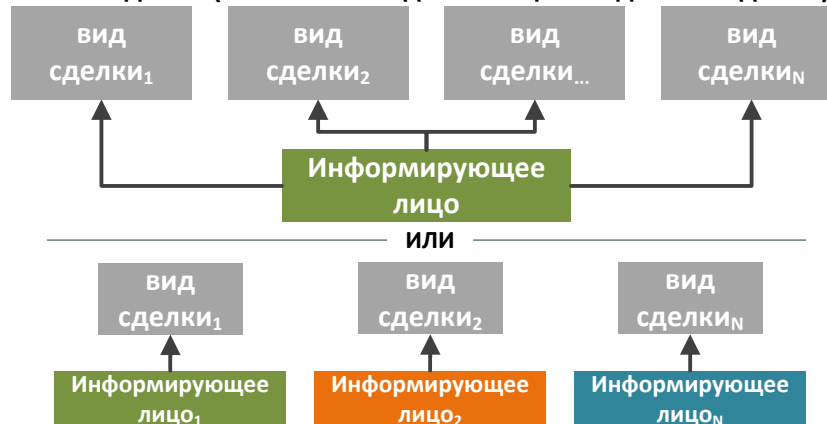 вид
сделки₁
вид
сделки₂
вид
сделки...
вид
сделкиN
Информирующее
лицо
ИЛИ
вид
сделки₁
вид
сделки₂
вид
сделкиN
Информирующее
лицо₁
Информирующее
лицо₂
Информирующее
лицоN